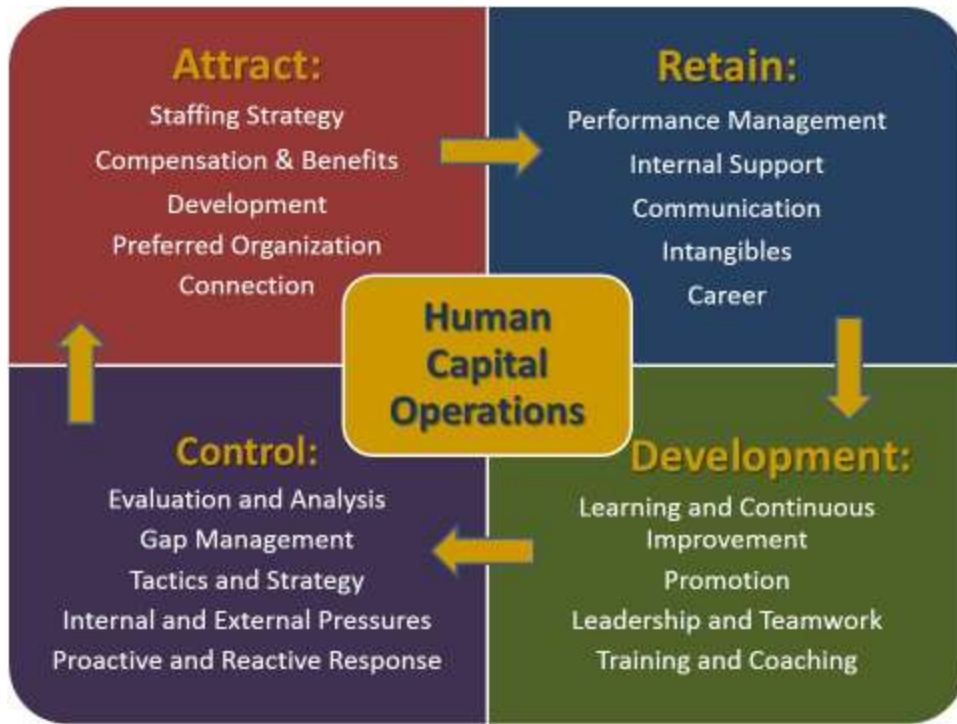 Attract:
Staffing Strategy
Compensation & Benefits
Development
Preferred Organization
Connection
Retain:
Performance Management
Internal Support
Communication
Intangibles
Career
Human
Capital
Operations
Control:
Evaluation and Analysis
Gap Management
Tactics and Strategy
Internal and External Pressures
Proactive and Reactive Response
Development:
Learning and Continuous
Improvement
Promotion
Leadership and Teamwork
Training and Coaching